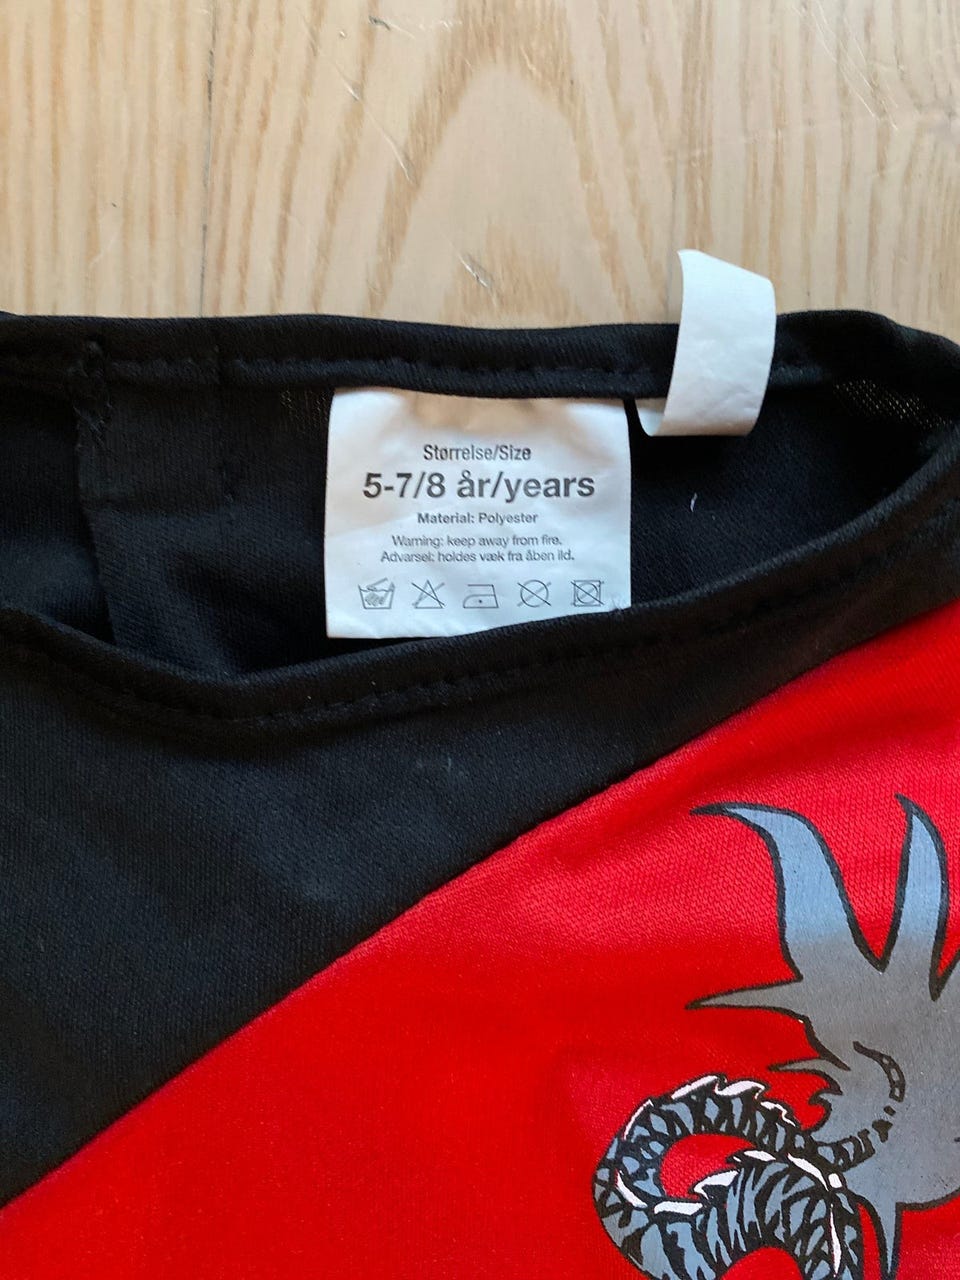 Størrelse/Size
5-7/8 år/years
Material: Polyester
Warning: keep away from fire.
Advarsel: holdes væk fra åben ild.